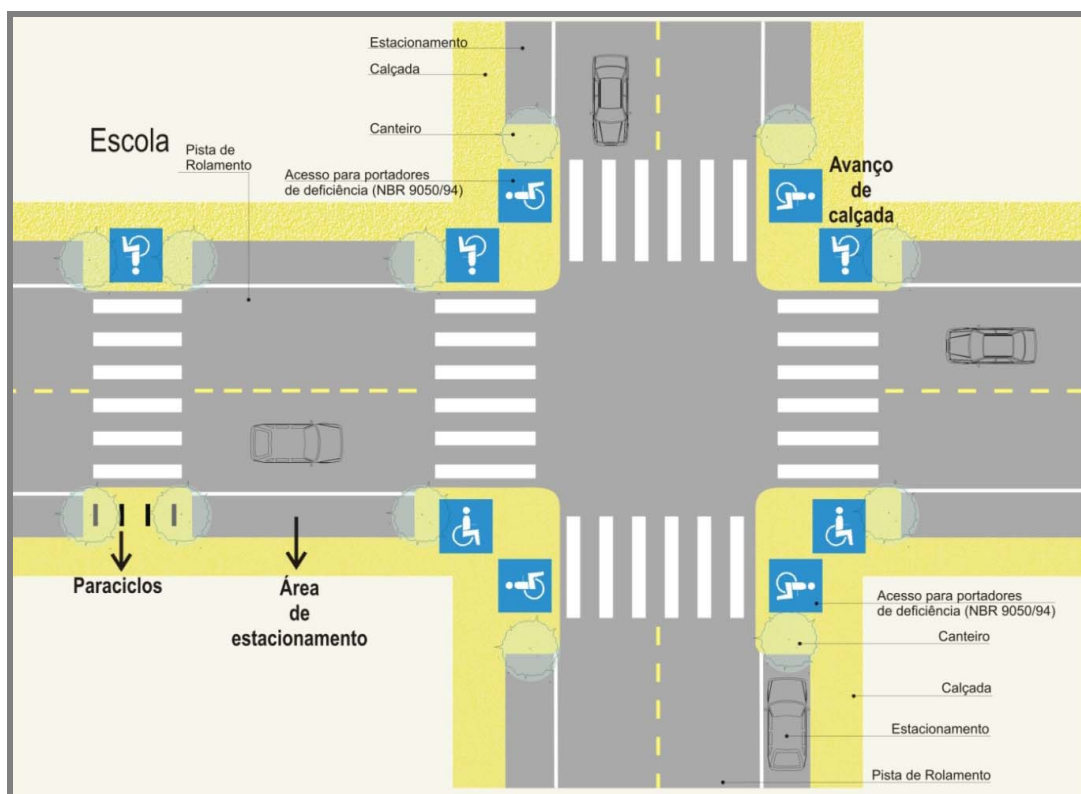 Estacionamento
Calçada
Canteiro
Escola
Pista de
Rolamento
Acesso para portadores
de deficiência (NBR 9050/94)
Avanço
de
calçada
Paraciclos
Área
de
estacionamento
Acesso para portadores
de deficiência (NBR 9050/94)
Canteiro
Calçada
Estacionamento
Pista de Rolamento